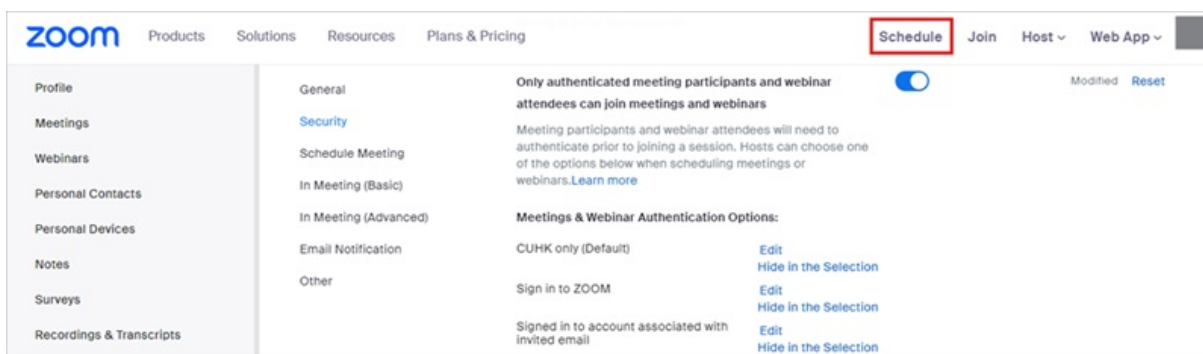 zoom Products Solutions Resources Plans & Pricing Schedule Join Host Web App
Profile
Meetings
Webinars
Personal Contacts
Personal Devices
Notes
Surveys
Recordings & Transcripts
General
Security
Schedule Meeting
In Meeting (Basic)
In Meeting (Advanced)
Email Notification
Other
Only authenticated meeting participants and webinar
attendees can join meetings and webinars
Modified Reset
Meeting participants and webinar attendees will need to
authenticate prior to joining a session. Hosts can choose one
of the options below when scheduling meetings or
webinars.Learn more
Meetings & Webinar Authentication Options:
CUHK only (Default)
Edit
Hide in the Selection
Sign in to ZOOM
Edit
Hide in the Selection
Signed in to account associated with
invited email
Edit
Hide in the Selection